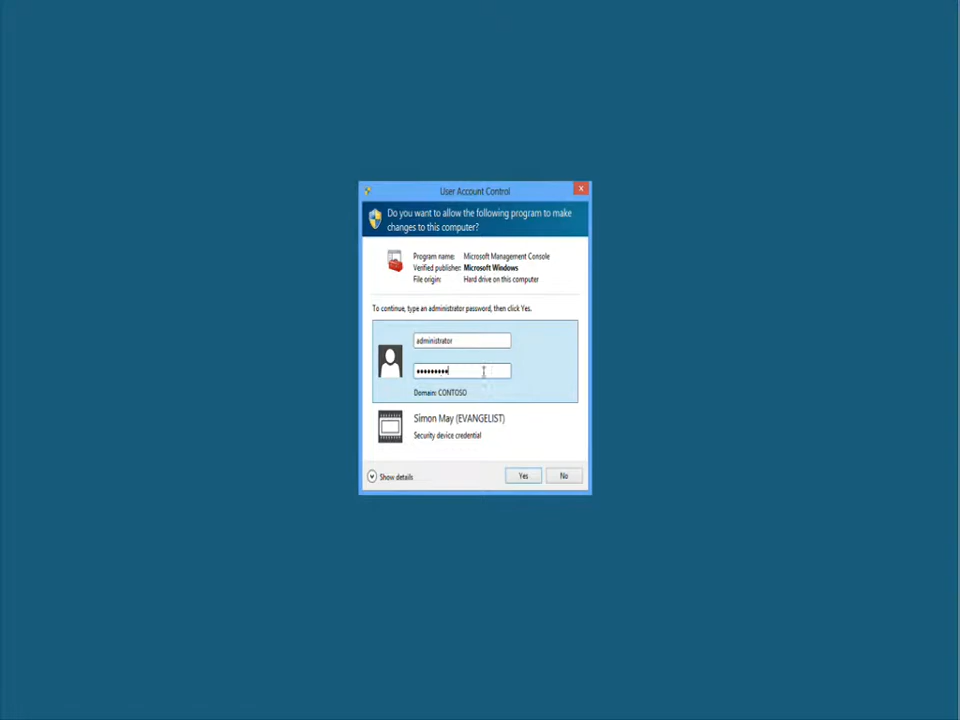 User Account Control
Do you want to allow the following program to make
changes to this computer?
Program name: Microsoft Management Console
Verified publisher: Microsoft Windows
File origin: Hard drive on this computer
To continue, type an administrator password, then click Yes.
administrator
•••••••••
Domain: CONTOSO
Simon May (EVANGELIST)
Security device credential
Show details Yes No